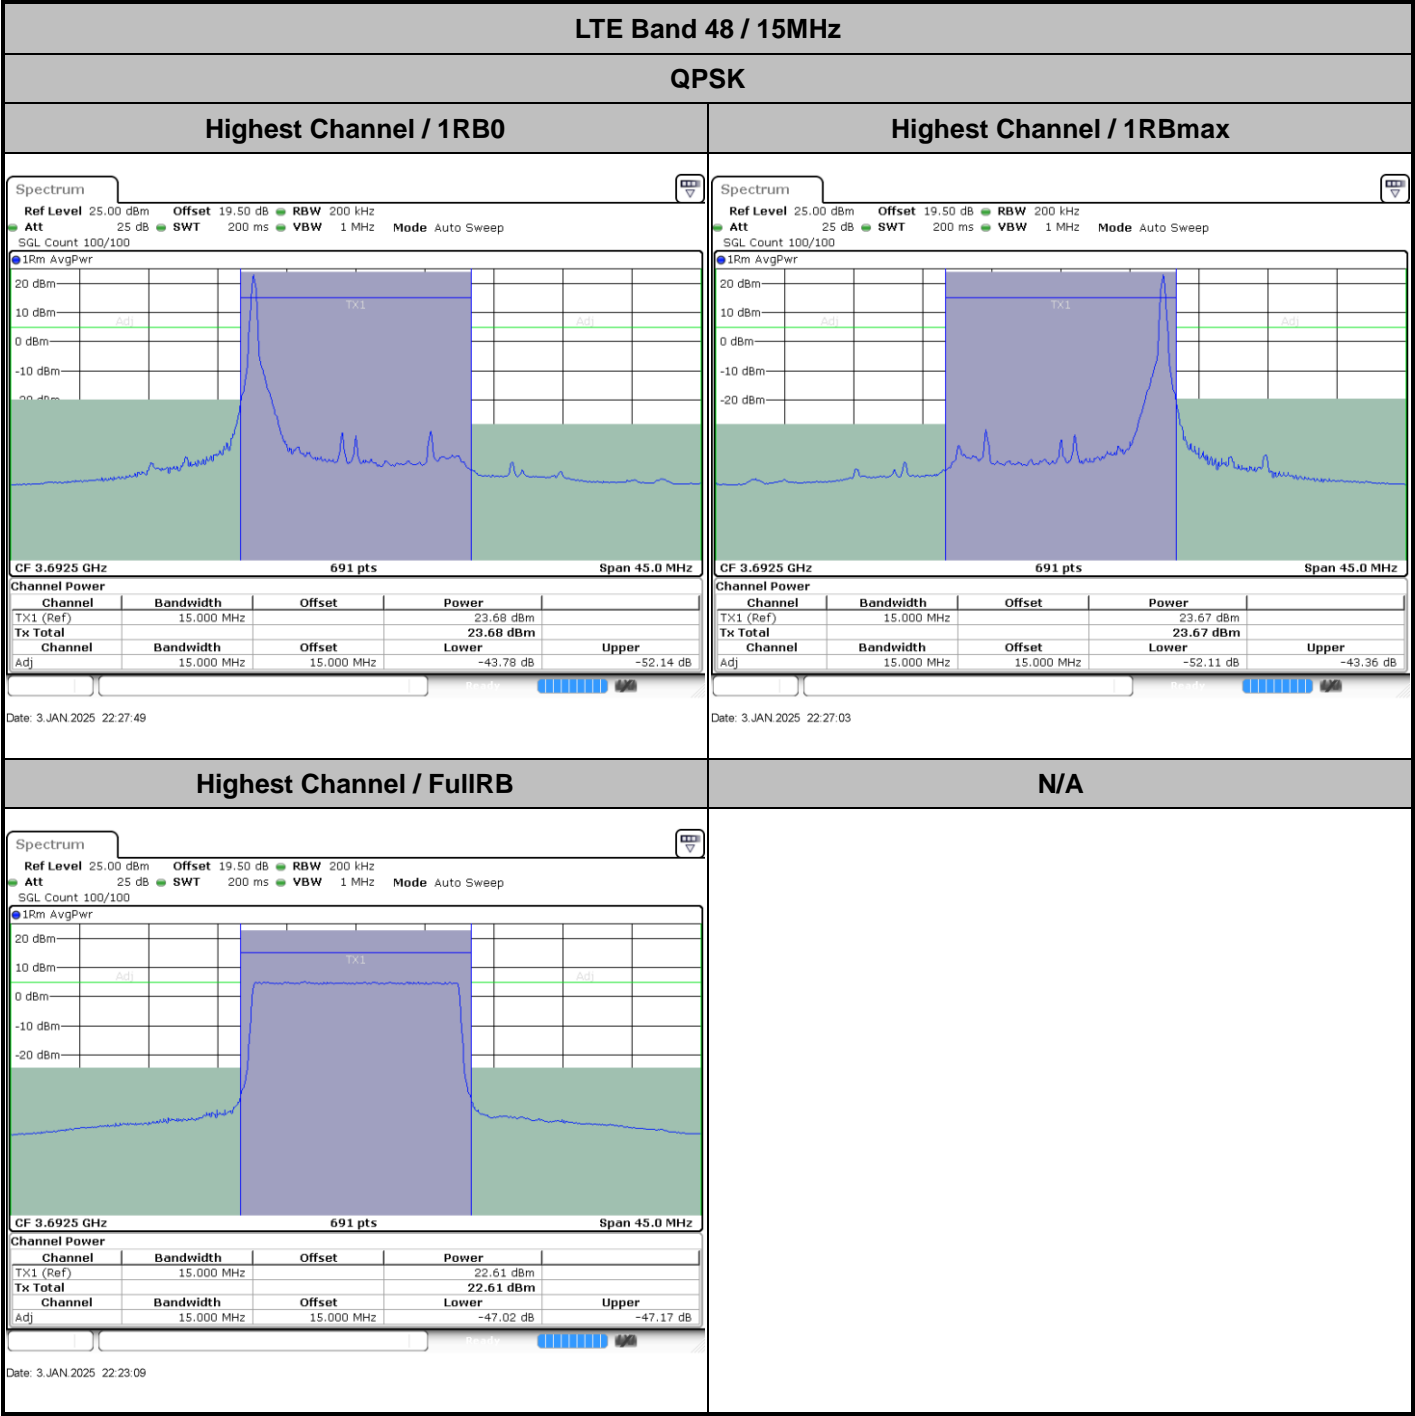 LTE Band 48 / 15MHz
QPSK
Highest Channel / 1RB0
Highest Channel / 1RBmax
Spectrum
Ref Level 25.00 dBm Offset 19.50 dB RBW 200 kHz
Att 25 dB SWT 200 ms VBW 1 MHz Mode Auto Sweep
SGL Count 100/100
1Rm AvgPwr
20 dBm
TX1
10 dBm
Adj Adj
0 dBm
-10 dBm
-20 dBm
CF 3.6925 GHz 691 pts Span 45.0 MHz
Channel Power
Channel Bandwidth Offset Power
TX1 (Ref) 15.000 MHz 23.68 dBm
Tx Total 23.68 dBm
Channel Bandwidth Offset Lower Upper
Adj 15.000 MHz 15.000 MHz -43.78 dB -52.14 dB
Ready
Date: 3.JAN.2025 22:27:49
Spectrum
Ref Level 25.00 dBm Offset 19.50 dB RBW 200 kHz
Att 25 dB SWT 200 ms VBW 1 MHz Mode Auto Sweep
SGL Count 100/100
1Rm AvgPwr
20 dBm
TX1
10 dBm
Adj Adj
0 dBm
-10 dBm
-20 dBm
CF 3.6925 GHz 691 pts Span 45.0 MHz
Channel Power
Channel Bandwidth Offset Power
TX1 (Ref) 15.000 MHz 23.67 dBm
Tx Total 23.67 dBm
Channel Bandwidth Offset Lower Upper
Adj 15.000 MHz 15.000 MHz -52.11 dB -43.36 dB
Ready
Date: 3.JAN.2025 22:27:03
Highest Channel / FullRB
N/A
Spectrum
Ref Level 25.00 dBm Offset 19.50 dB RBW 200 kHz
Att 25 dB SWT 200 ms VBW 1 MHz Mode Auto Sweep
SGL Count 100/100
1Rm AvgPwr
20 dBm
TX1
10 dBm
Adj Adj
0 dBm
-10 dBm
-20 dBm
CF 3.6925 GHz 691 pts Span 45.0 MHz
Channel Power
Channel Bandwidth Offset Power
TX1 (Ref) 15.000 MHz 22.61 dBm
Tx Total 22.61 dBm
Channel Bandwidth Offset Lower Upper
Adj 15.000 MHz 15.000 MHz -47.02 dB -47.17 dB
Ready
Date: 3.JAN.2025 22:23:09